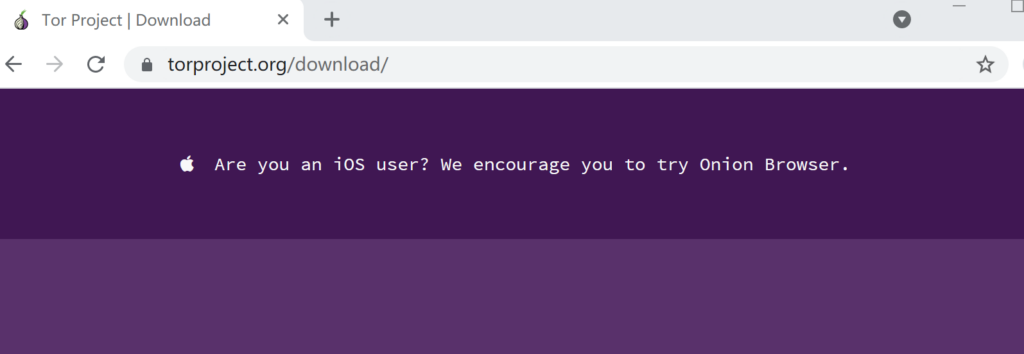 Tor Project | Download
torproject.org/download/
Are you an iOS user? We encourage you to try Onion Browser.